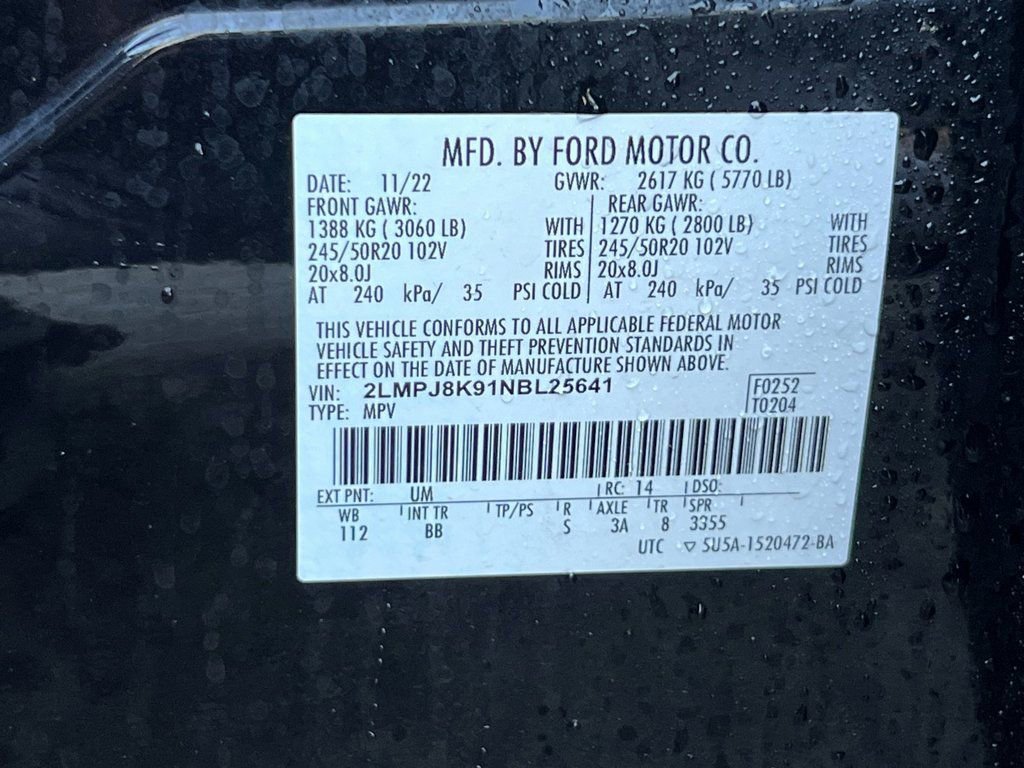 MFD. BY FORD MOTOR CO.
DATE: 11/22 GVWR: 2617 KG ( 5770 LB)
FRONT GAWR: REAR GAWR:
1388 KG ( 3060 LB) WITH 1270 KG ( 2800 LB) WITH
245/50R20 102V TIRES 245/50R20 102V TIRES
20x8.0J RIMS 20x8.0J RIMS
AT 240 kPa/ 35 PSI COLD AT 240 kPa/ 35 PSI COLD
THIS VEHICLE CONFORMS TO ALL APPLICABLE FEDERAL MOTOR
VEHICLE SAFETY AND THEFT PREVENTION STANDARDS IN
EFFECT ON THE DATE OF MANUFACTURE SHOWN ABOVE.
VIN: 2LMPJ8K91NBL25641 F0252
TYPE: MPV T0204
EXT PNT: UM RC: 14 DSO:
WB INT TR TP/PS R AXLE TR SPR
112 BB S 3A 8 3355
UTC ▽ SU5A-1520472-BA